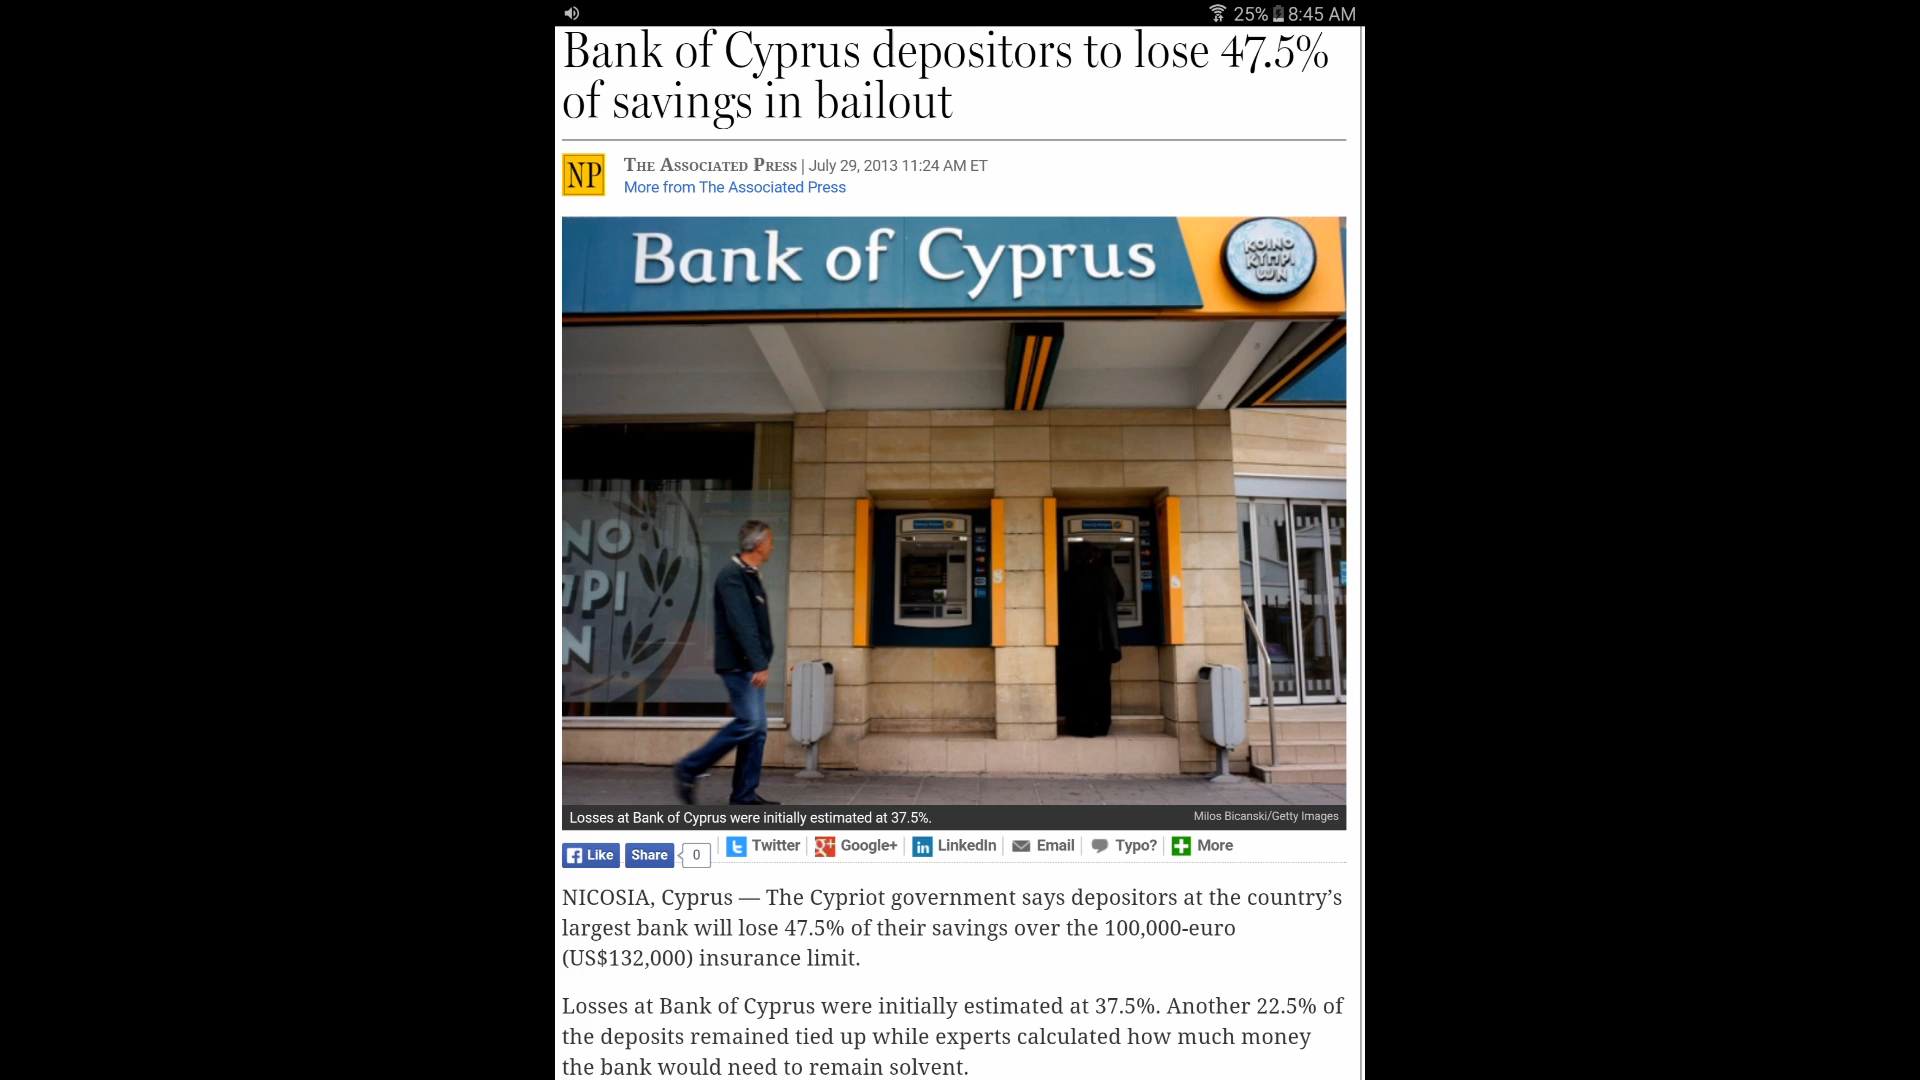 25% 8:45 AM
Bank of Cyprus depositors to lose 47.5%
of savings in bailout
NP
The Associated Press | July 29, 2013 11:24 AM ET
More from The Associated Press
Bank of Cyprus
KOINO
ΚΥΠΡΙ
ΩΝ
NO
ΠΡΙ
N
Losses at Bank of Cyprus were initially estimated at 37.5%.
Milos Bicanski/Getty Images
Like Share 0 Twitter Google+ LinkedIn Email Typo? More
NICOSIA, Cyprus — The Cypriot government says depositors at the country’s
largest bank will lose 47.5% of their savings over the 100,000-euro
(US$132,000) insurance limit.
Losses at Bank of Cyprus were initially estimated at 37.5%. Another 22.5% of
the deposits remained tied up while experts calculated how much money
the bank would need to remain solvent.